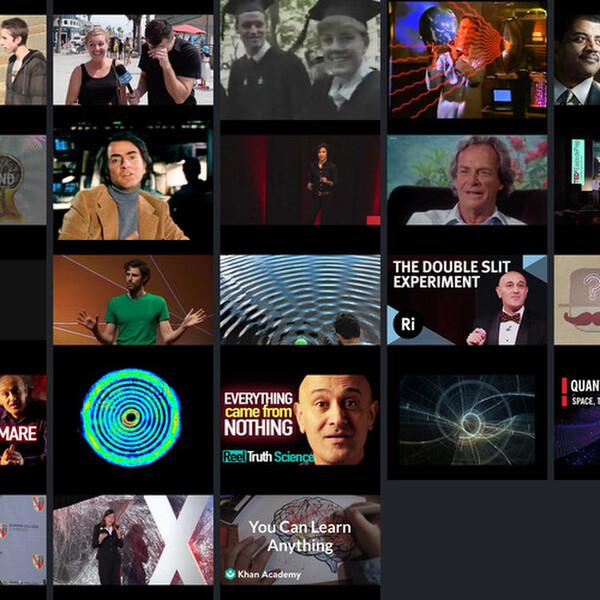 THE DOUBLE SLIT
EXPERIMENT
Ri
?
MARE
EVERYTHING
came from
NOTHING
Reel Truth Science
QUAN
SPACE, T
X
You Can Learn
Anything
Khan Academy